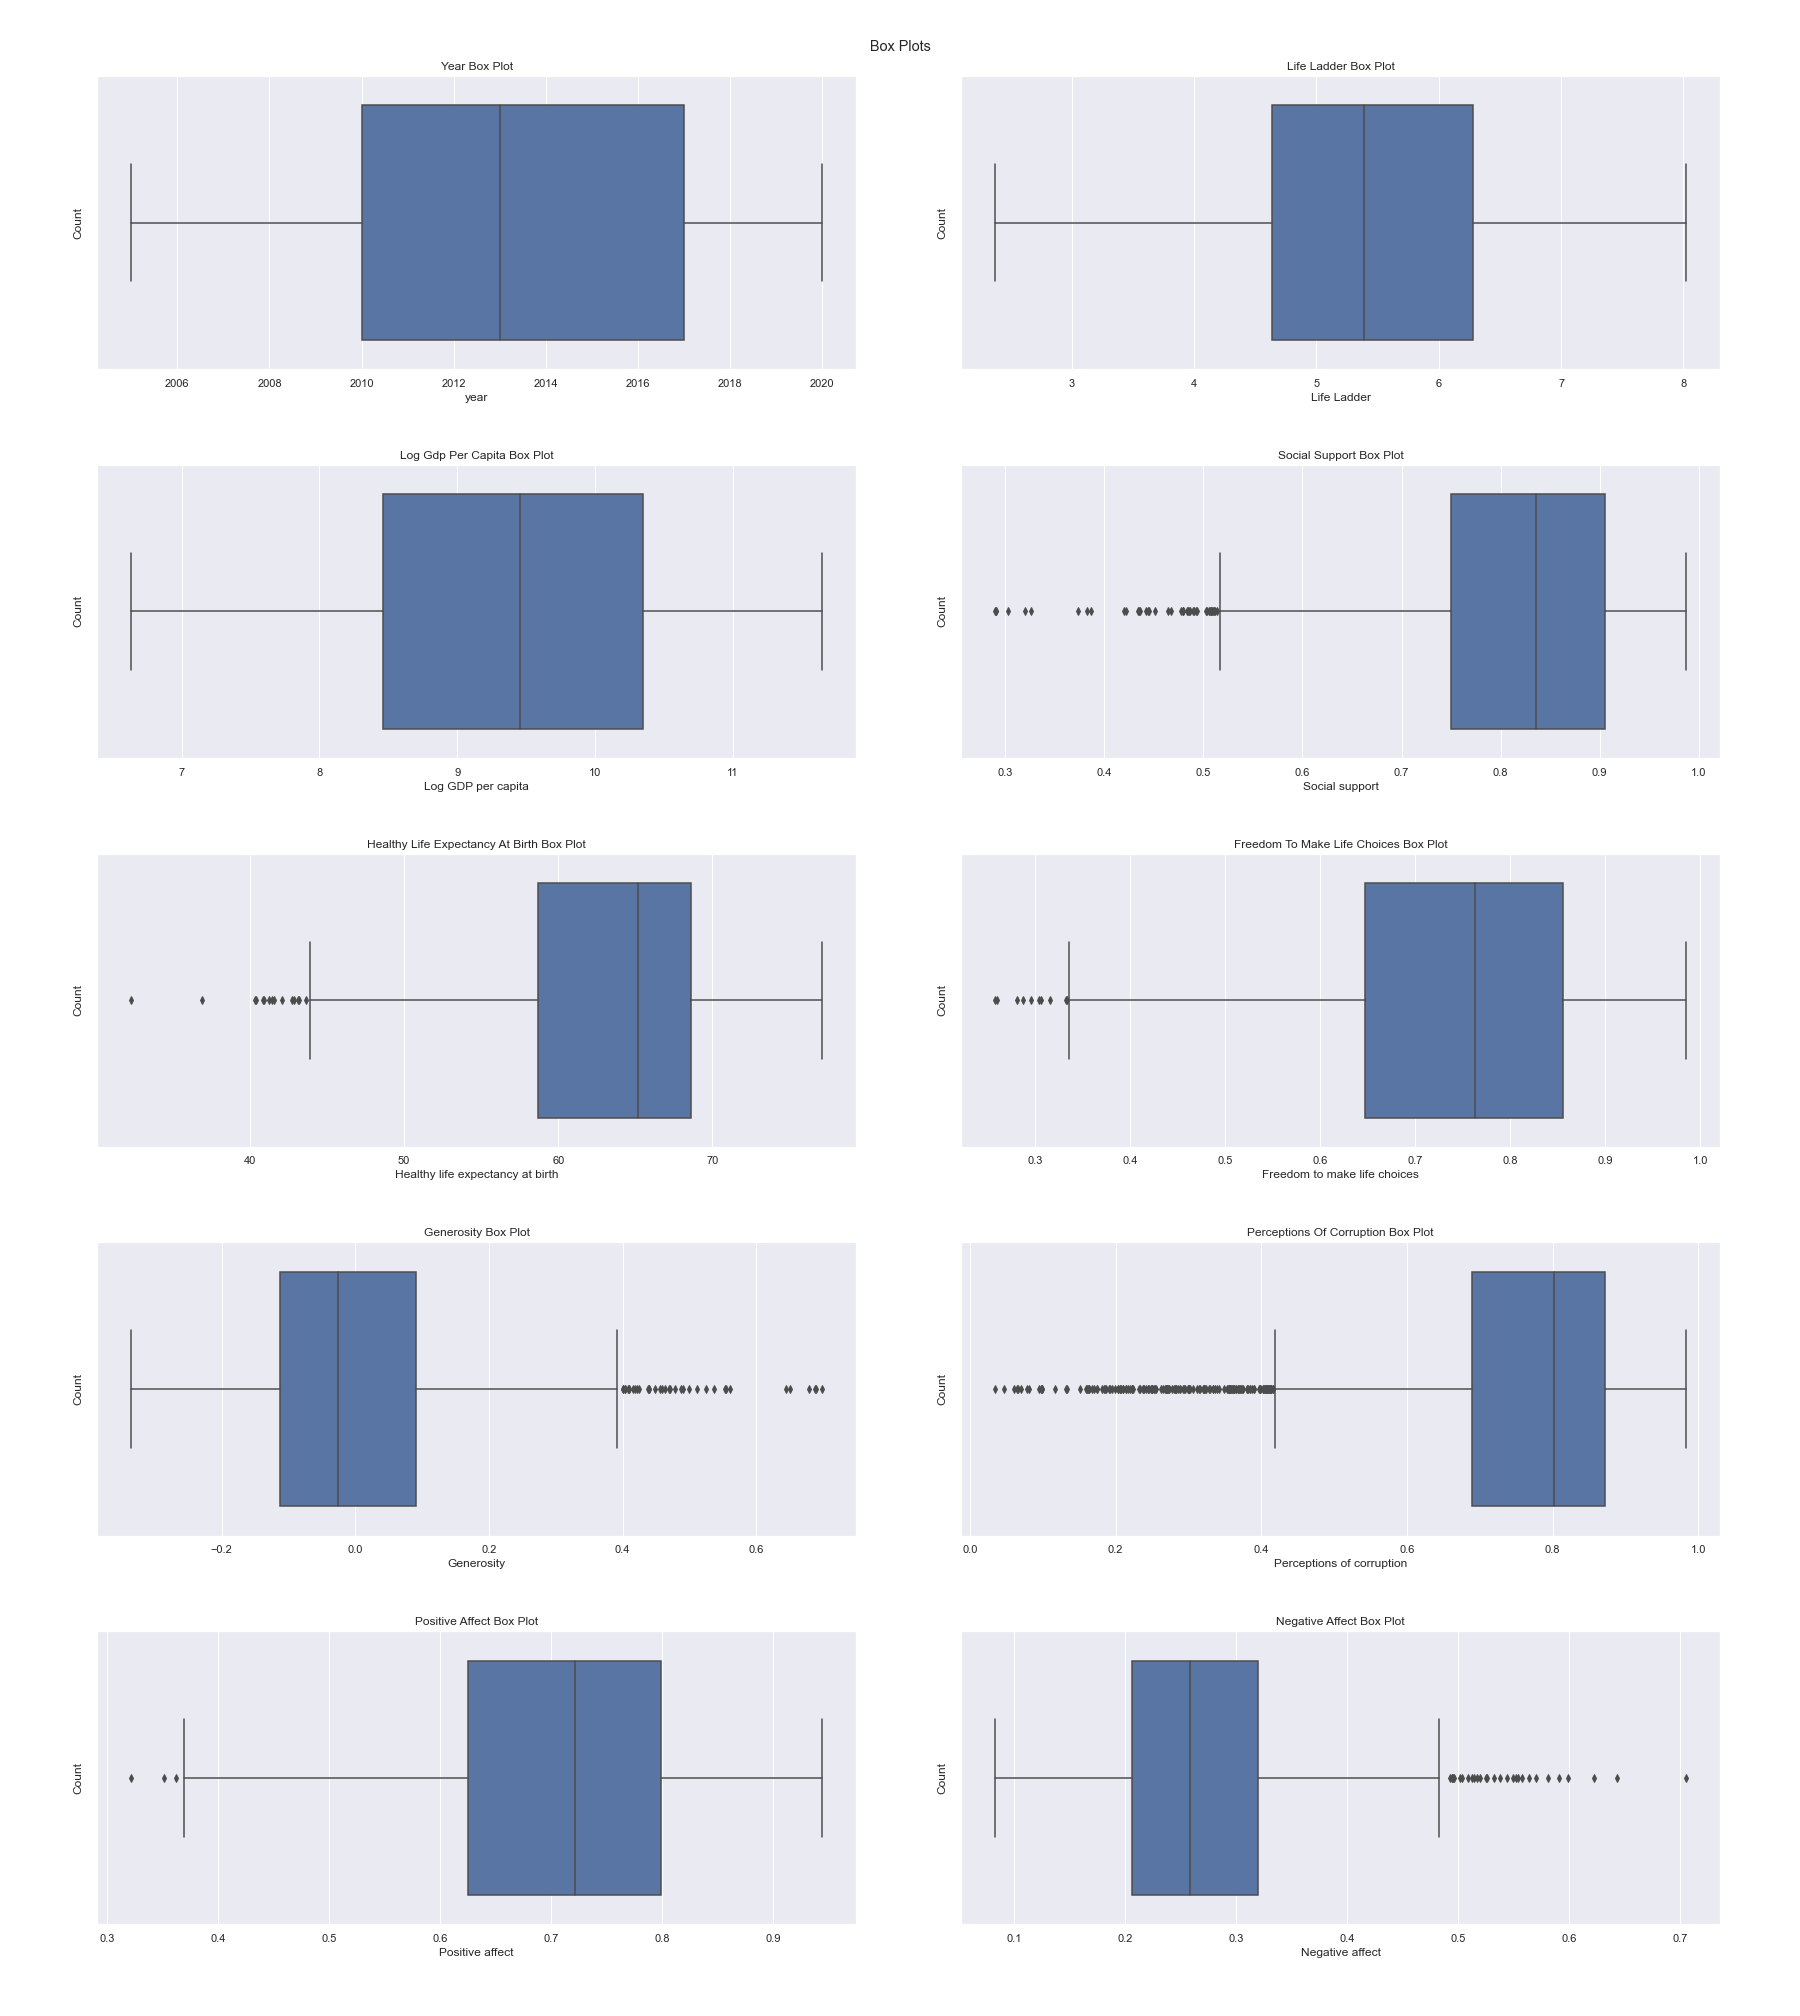 Box Plots
Year Box Plot
Count
2006 2008 2010 2012 2014 2016 2018 2020
year
Life Ladder Box Plot
Count
3 4 5 6 7 8
Life Ladder
Log Gdp Per Capita Box Plot
Count
7 8 9 10 11
Log GDP per capita
Social Support Box Plot
Count
0.3 0.4 0.5 0.6 0.7 0.8 0.9 1.0
Social support
Healthy Life Expectancy At Birth Box Plot
Count
40 50 60 70
Healthy life expectancy at birth
Freedom To Make Life Choices Box Plot
Count
0.3 0.4 0.5 0.6 0.7 0.8 0.9 1.0
Freedom to make life choices
Generosity Box Plot
Count
−0.2 0.0 0.2 0.4 0.6
Generosity
Perceptions Of Corruption Box Plot
Count
0.0 0.2 0.4 0.6 0.8 1.0
Perceptions of corruption
Positive Affect Box Plot
Count
0.3 0.4 0.5 0.6 0.7 0.8 0.9
Positive affect
Negative Affect Box Plot
Count
0.1 0.2 0.3 0.4 0.5 0.6 0.7
Negative affect